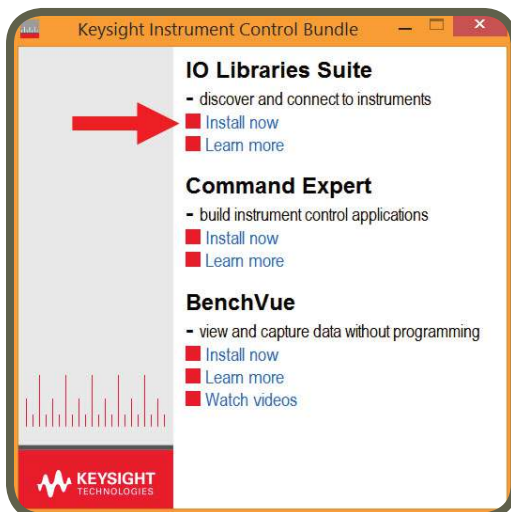 Keysight Instrument Control Bundle
IO Libraries Suite
- discover and connect to instruments
Install now
Learn more
Command Expert
- build instrument control applications
Install now
Learn more
BenchVue
- view and capture data without programming
Install now
Learn more
Watch videos
KEYSIGHT
TECHNOLOGIES